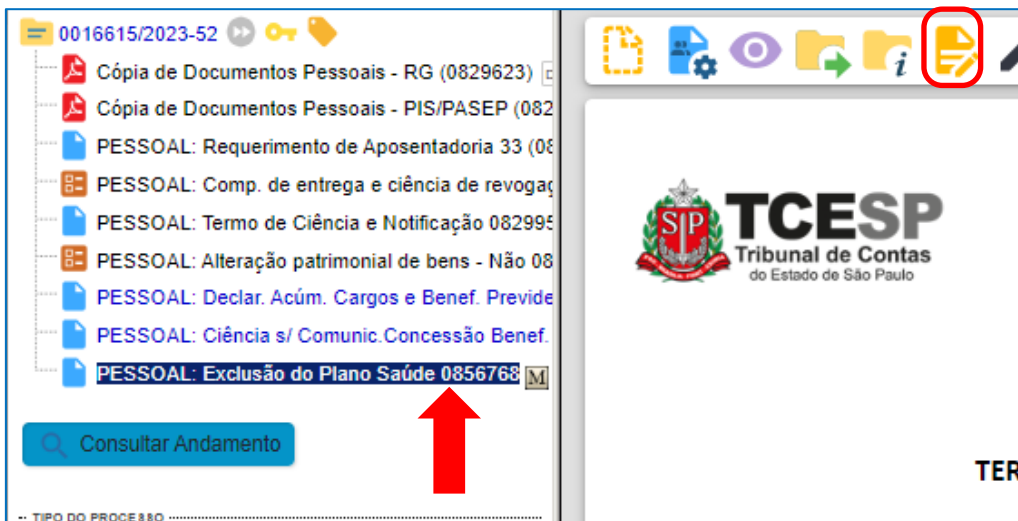 0016615/2023-52
Cópia de Documentos Pessoais - RG (0829623)
Cópia de Documentos Pessoais - PIS/PASEP (082
PESSOAL: Requerimento de Aposentadoria 33 (08
PESSOAL: Comp. de entrega e ciência de revogaç
PESSOAL: Termo de Ciência e Notificação 082995
PESSOAL: Alteração patrimonial de bens - Não 08
PESSOAL: Declar. Acúm. Cargos e Benef. Previde
PESSOAL: Ciência s/ Comunic.Concessão Benef.
PESSOAL: Exclusão do Plano Saúde 0856768 M
Consultar Andamento
TIPO DO PROCESSO
SP
TCESP
Tribunal de Contas
do Estado de São Paulo
TER